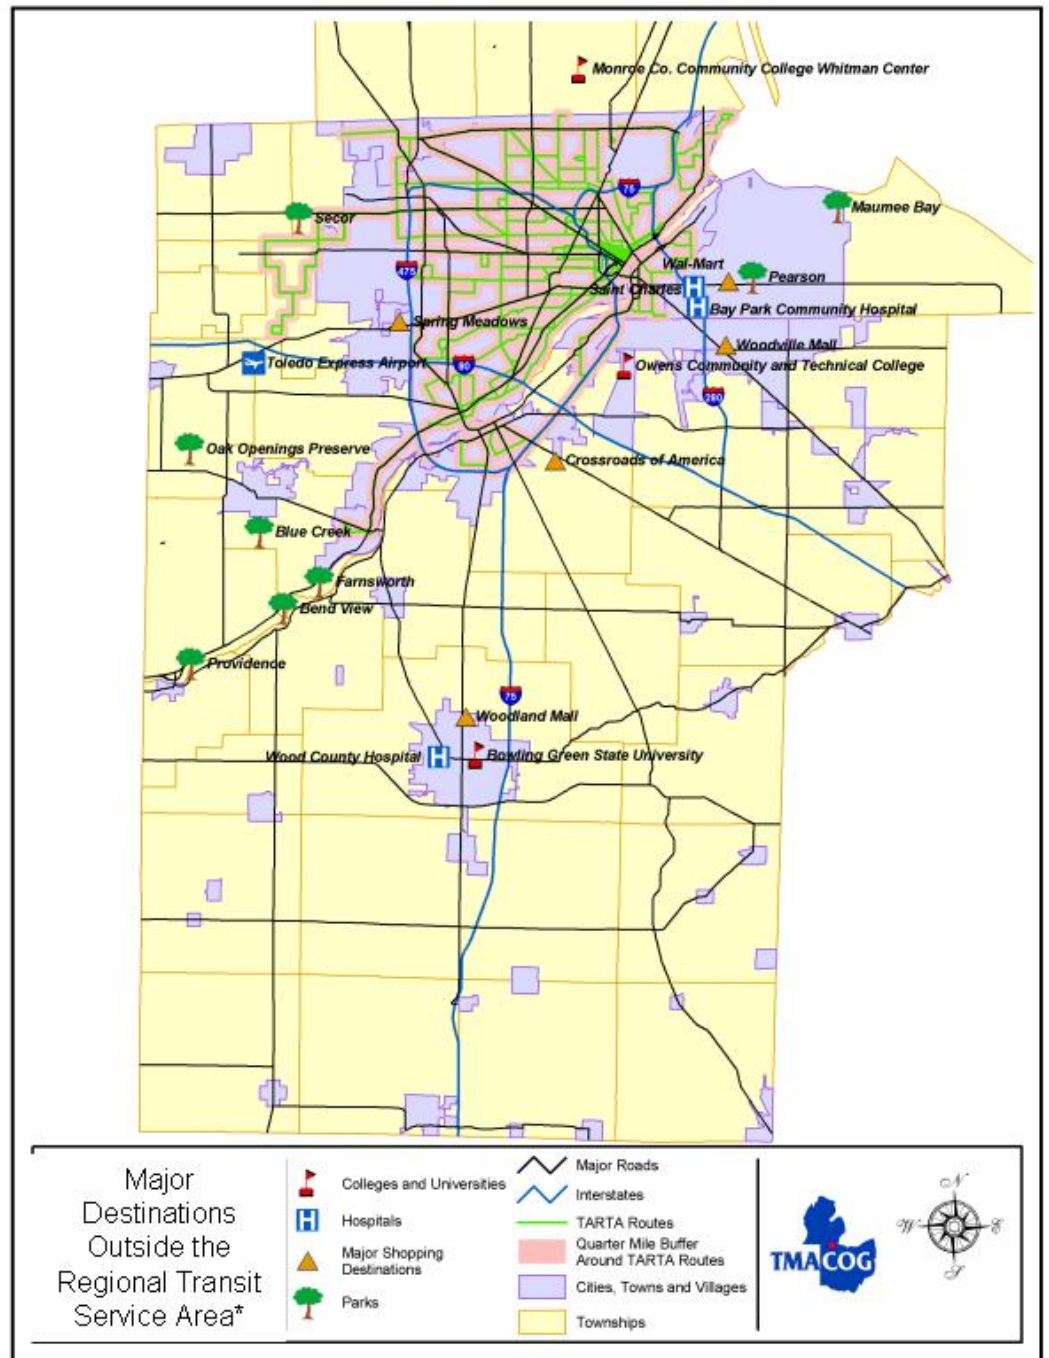 Monroe Co. Community College Whitman Center
75
Secor
Maumee Bay
Wal-Mart
475
Pearson
Saint Charles
H
H
Bay Park Community Hospital
Spring Meadows
Woodville Mall
Toledo Express Airport
80
Owens Community and Technical College
280
Oak Openings Preserve
Crossroads of America
Blue Creek
Farnsworth
Bend View
Providence
75
Woodland Mall
Wood County Hospital
H
Bowling Green State University
Major
Destinations
Outside the
Regional Transit
Service Area*
Colleges and Universities
H
Hospitals
Major Shopping
Destinations
Parks
Major Roads
Interstates
TARTA Routes
Quarter Mile Buffer
Around TARTA Routes
Cities, Towns and Villages
Townships
TMACOG
N
W
E
S